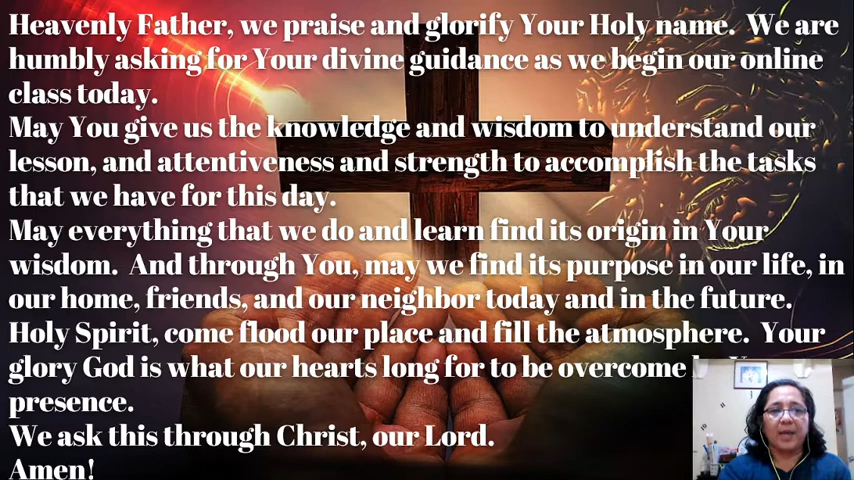 Heavenly Father, we praise and glorify Your Holy name. We are
humbly asking for Your divine guidance as we begin our online
class today.
May You give us the knowledge and wisdom to understand our
lesson, and attentiveness and strength to accomplish the tasks
that we have for this day.
May everything that we do and learn find its origin in Your
wisdom. And through You, may we find its purpose in our life, in
our home, friends, and our neighbor today and in the future.
Holy Spirit, come flood our place and fill the atmosphere. Your
glory God is what our hearts long for to be overcome
presence.
We ask this through Christ, our Lord.
Amen!